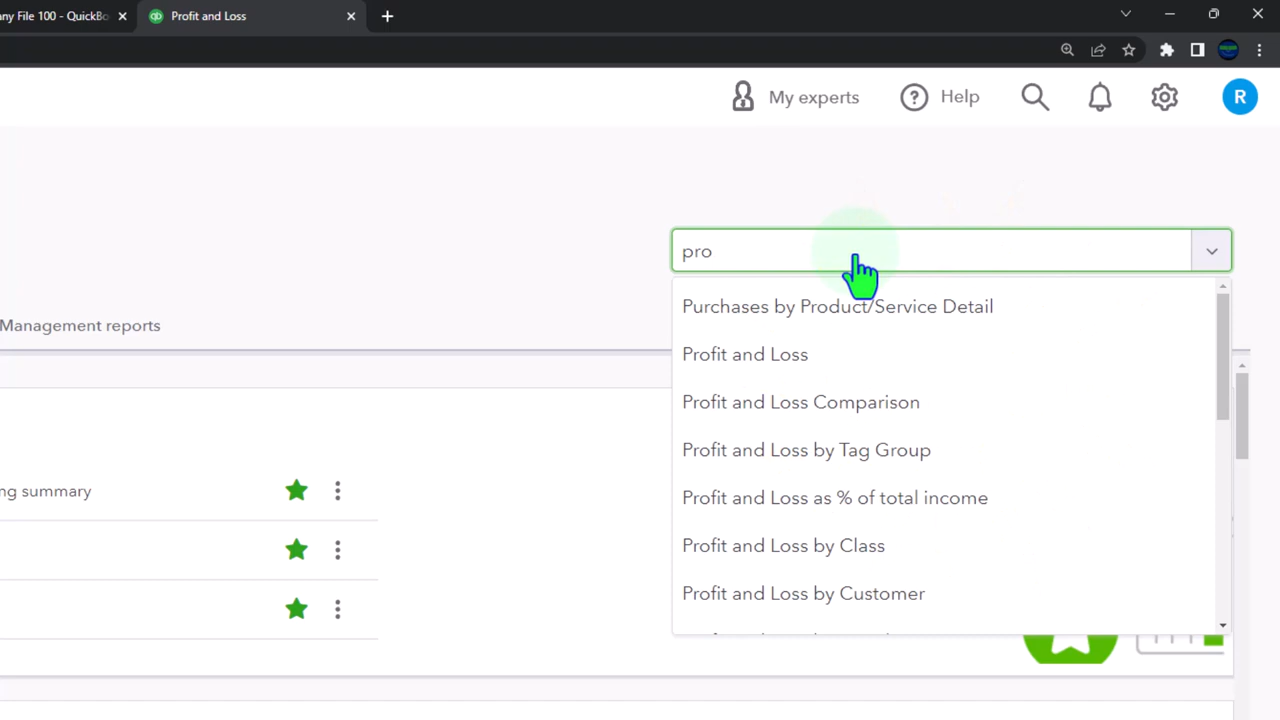 any File 100 - QuickBo
Profit and Loss
My experts
Help
R
pro
Management reports
Purchases by Product/Service Detail
Profit and Loss
Profit and Loss Comparison
Profit and Loss by Tag Group
Profit and Loss as % of total income
ng summary
Profit and Loss by Class
Profit and Loss by Customer